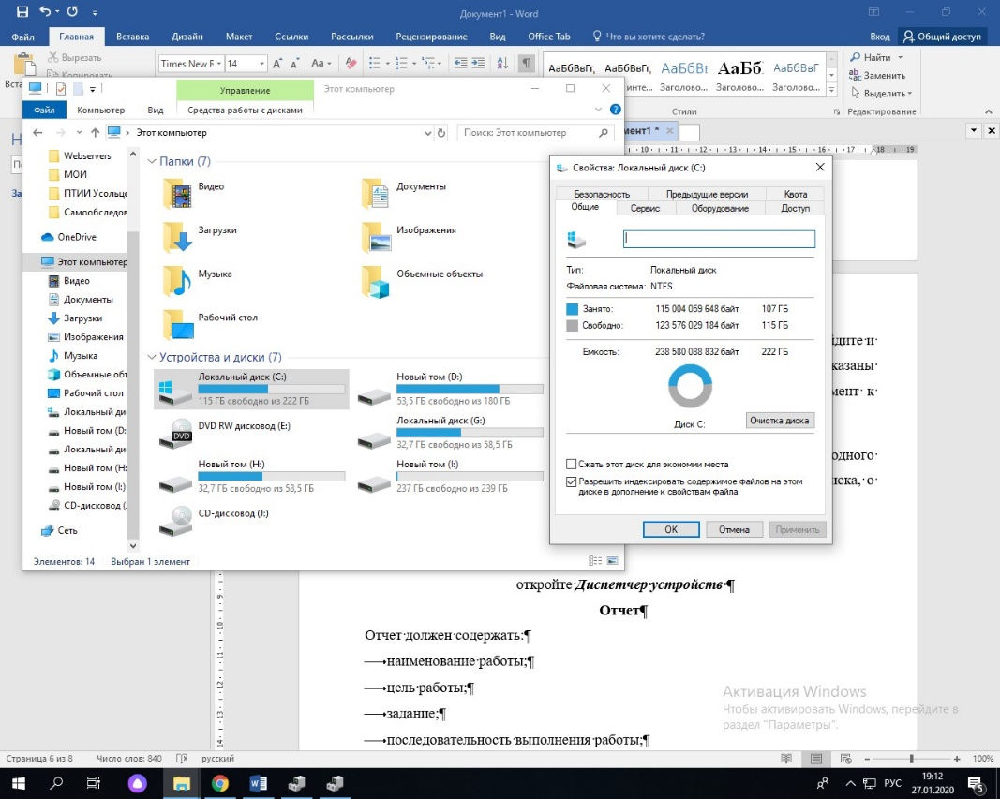 Документ1 - Word
Файл Главная Вставка Дизайн Макет Ссылки Рассылки Рецензирование Вид Office Tab Что вы хотите сделать? Вход Общий доступ
Вырезать
Копировать
Times New F 14 Aa
АаБбВвГг, АаБбВвГг, АаБбВі АаБб АаБбВвГ
Заголово... Заголово... Заголово...
Стили
Найти
Заменить
Выделить
Редактирование
Управление Этот компьютер
Файл Компьютер Вид Средства работы с дисками
Этот компьютер Поиск: Этот компьютер
мент1 *
Webservers
МОИ
ПТИИ Усольц
Самообследов
OneDrive
Этот компьютер
Видео
Документы
Загрузки
Изображения
Музыка
Объемные объ
Рабочий стол
Локальный ди
Новый том (D:
Локальный ди
Новый том (H:
Новый том (I:)
CD-дисковод (
Сеть
Папки (7)
Видео Документы
Загрузки Изображения
Музыка Объемные объекты
Рабочий стол
Устройства и диски (7)
Локальный диск (C:) Новый том (D:)
115 ГБ свободно из 222 ГБ 53,5 ГБ свободно из 180 ГБ
DVD RW дисковод (E:) Локальный диск (G:)
32,7 ГБ свободно из 58,5 ГБ
Новый том (H:) Новый том (I:)
32,7 ГБ свободно из 58,5 ГБ 237 ГБ свободно из 239 ГБ
CD-дисковод (J:)
Элементов: 14 Выбран 1 элемент
Свойства: Локальный диск (C:)
Безопасность Предыдущие версии Квота
Общие Сервис Оборудование Доступ
Тип: Локальный диск
Файловая система: NTFS
Занято: 115 004 059 648 байт 107 ГБ
Свободно: 123 576 029 184 байт 115 ГБ
Емкость: 238 580 088 832 байт 222 ГБ
Диск C: Очистка диска
Сжать этот диск для экономии места
Разрешить индексировать содержимое файлов на этом
диске в дополнение к свойствам файла
OK Отмена Применить
откройте·Диспетчер·устройств·¶
Отчет¶
Отчет·должен·содержать:¶
наименование·работы;¶
цель·работы;¶
задание;¶
последовательность·выполнения·работы;¶
Активация Windows
Чтобы активировать Windows, перейдите в
раздел "Параметры".
Страница 6 из 8 Число слов: 840 русский 100%
РУС 19:12
27.01.2020 5